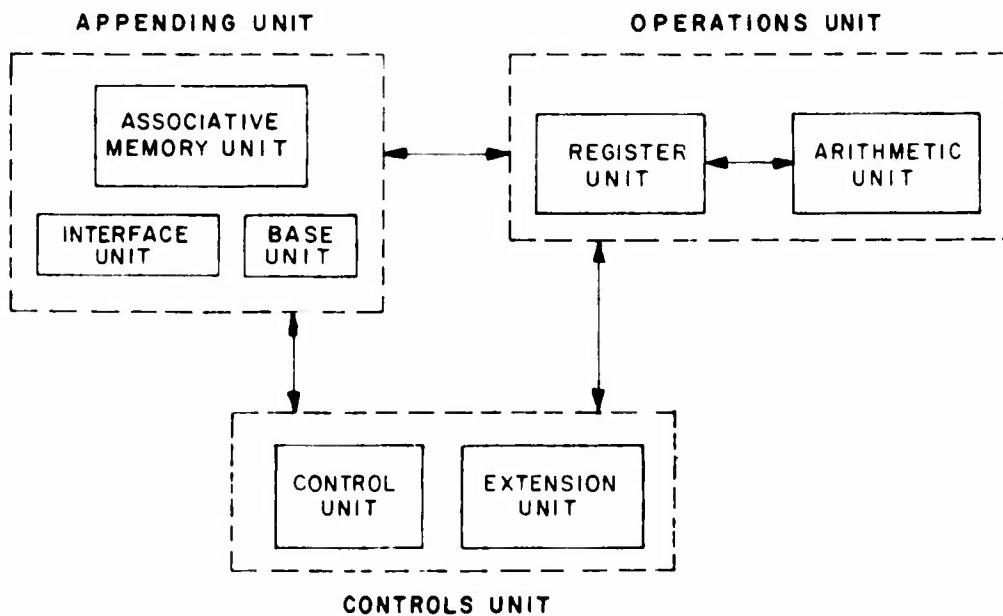 APPENDING UNIT
OPERATIONS UNIT
ASSOCIATIVE
MEMORY UNIT
INTERFACE
UNIT
BASE
UNIT
REGISTER
UNIT
ARITHMETIC
UNIT
CONTROL
UNIT
EXTENSION
UNIT
CONTROLS UNIT